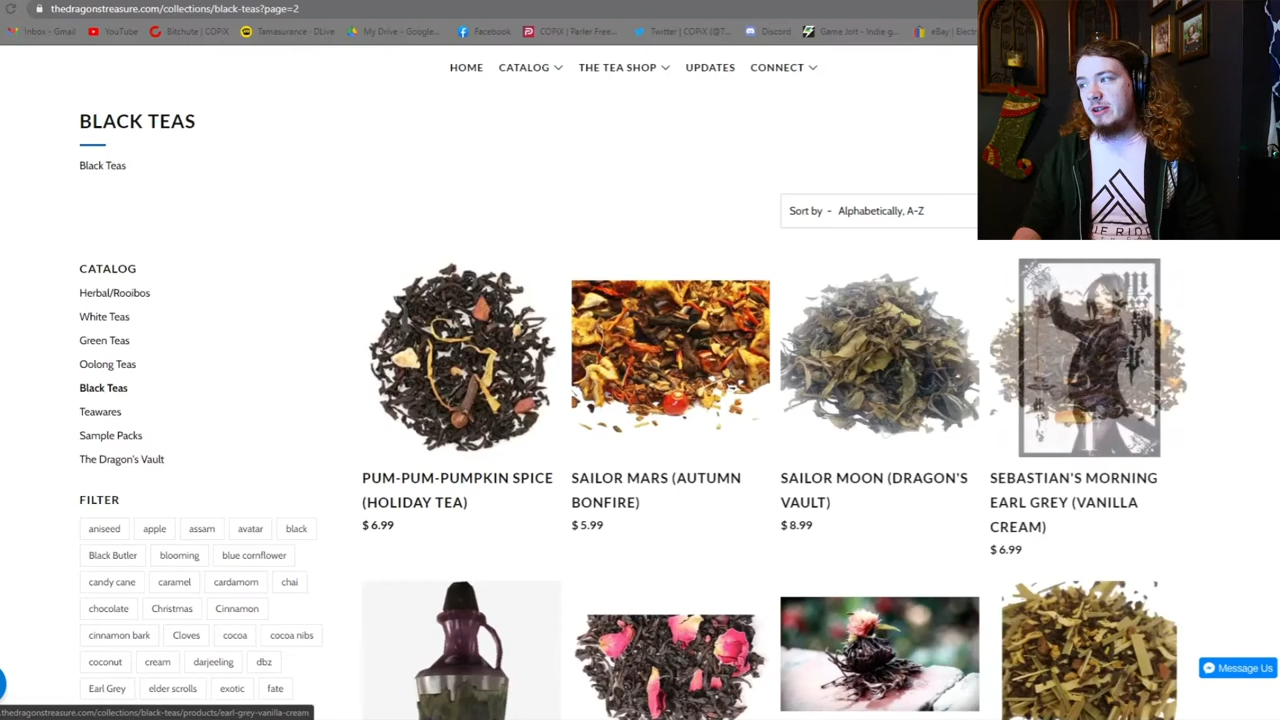 thedragonstreasure.com/collections/black-teas?page=2
Inbox - Gmail YouTube Bitchute | COPiX Tamasurance - DLive My Drive - Google... Facebook COPiX | Parler Free... Twitter | COPiX (@T... Discord Game Jolt - Indie g... eBay | Electr
HOME CATALOG THE TEA SHOP UPDATES CONNECT
BLACK TEAS
Black Teas
Sort by - Alphabetically, A-Z
CATALOG
Herbal/Rooibos
White Teas
Green Teas
Oolong Teas
Black Teas
Teawares
Sample Packs
The Dragon's Vault
FILTER
aniseed apple assam avatar black
Black Butler blooming blue cornflower
candy cane caramel cardamom chai
chocolate Christmas Cinnamon
cinnamon bark Cloves cocoa cocoa nibs
coconut cream darjeeling dbz
Earl Grey elder scrolls exotic fate
PUM-PUM-PUMPKIN SPICE
(HOLIDAY TEA)
$ 6.99
SAILOR MARS (AUTUMN
BONFIRE)
$ 5.99
SAILOR MOON (DRAGON'S
VAULT)
$ 8.99
SEBASTIAN'S MORNING
EARL GREY (VANILLA
CREAM)
$ 6.99
Message Us
.thedragonstreasure.com/collections/black-teas/products/earl-grey-vanilla-cream